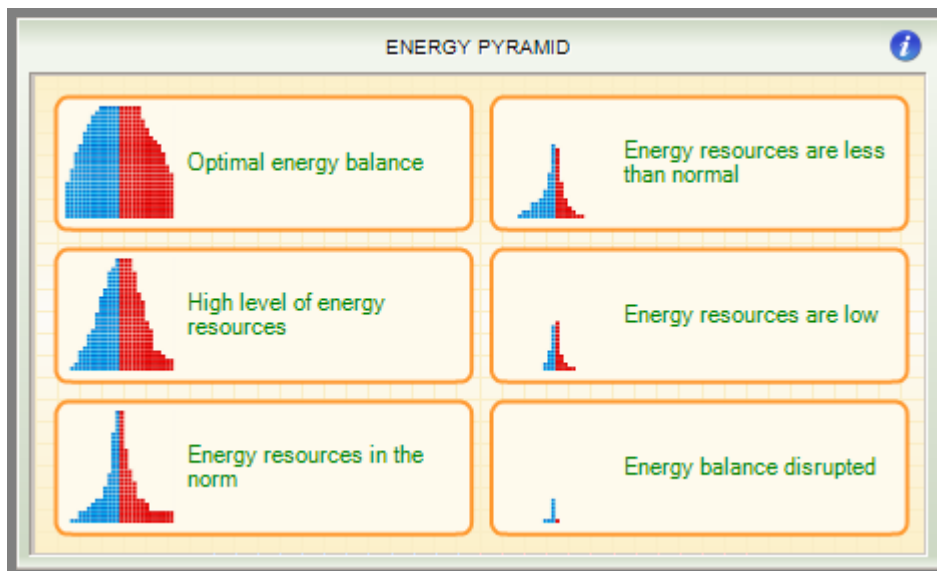 ENERGY PYRAMID
i
Optimal energy balance
Energy resources are less
than normal
High level of energy
resources
Energy resources are low
Energy resources in the
norm
Energy balance disrupted